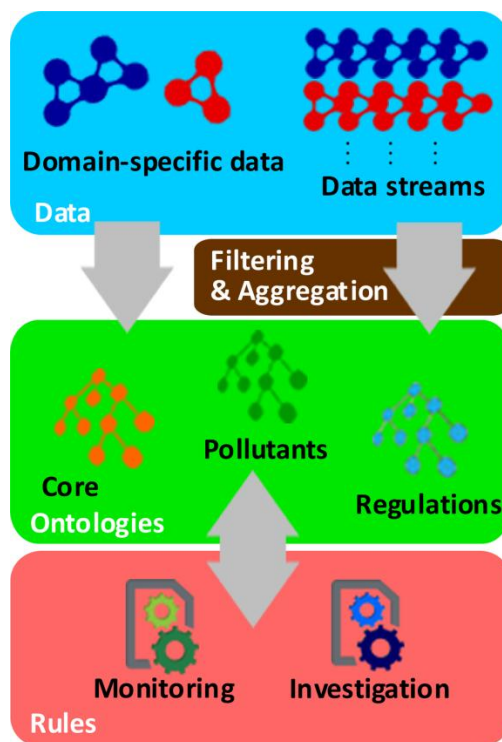 Domain-specific data
Data streams
Data
Filtering
& Aggregation
Pollutants
Core
Regulations
Ontologies
Monitoring
Investigation
Rules